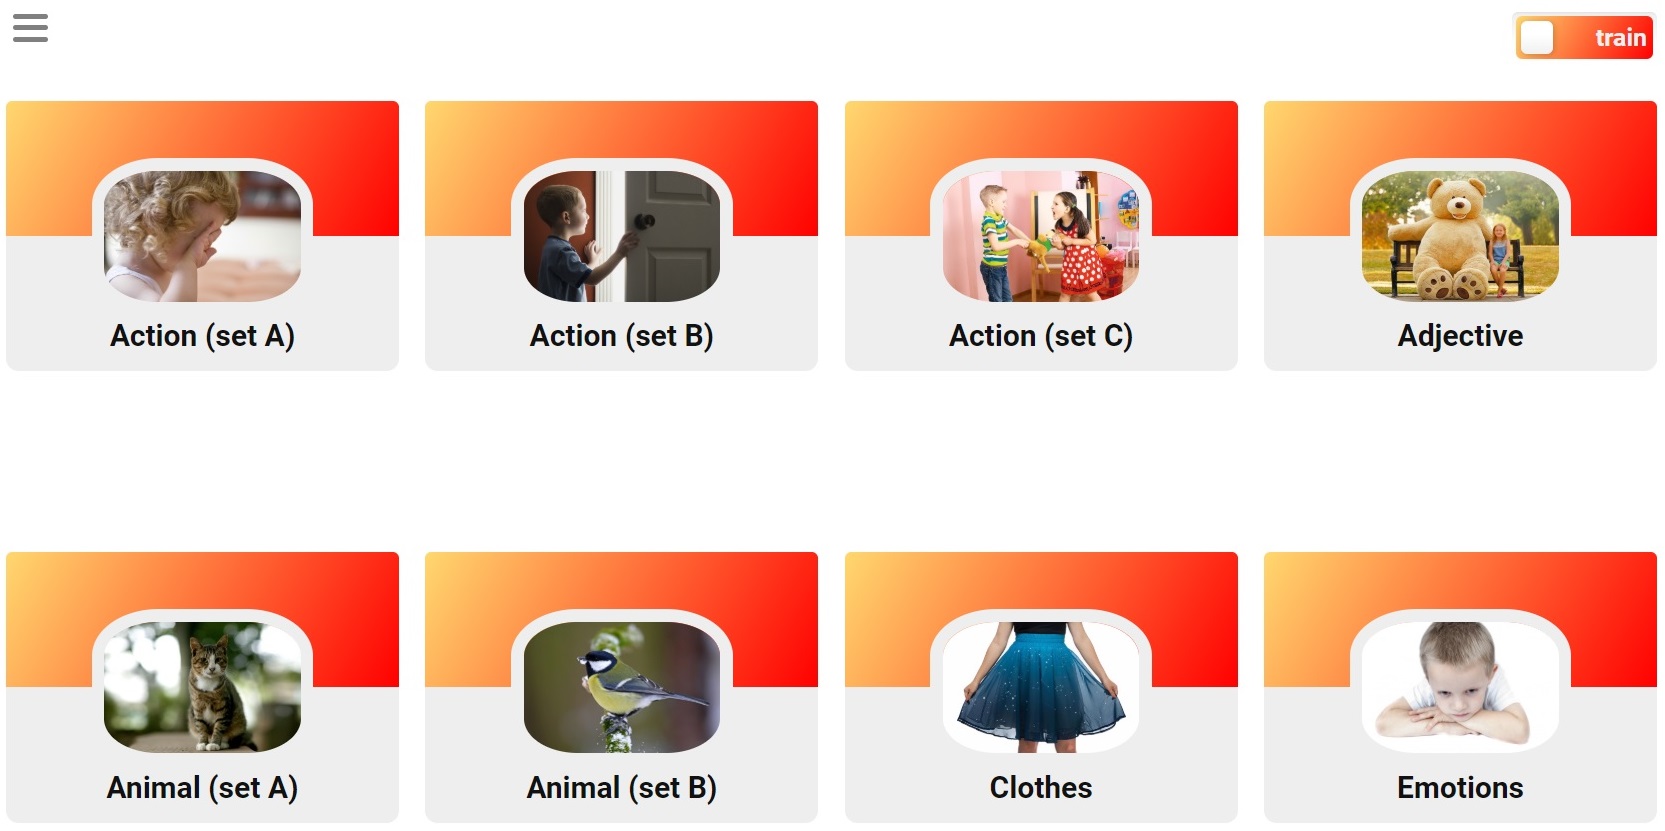 train
Action (set A)
Action (set B)
Action (set C)
Adjective
Animal (set A)
Animal (set B)
Clothes
Emotions